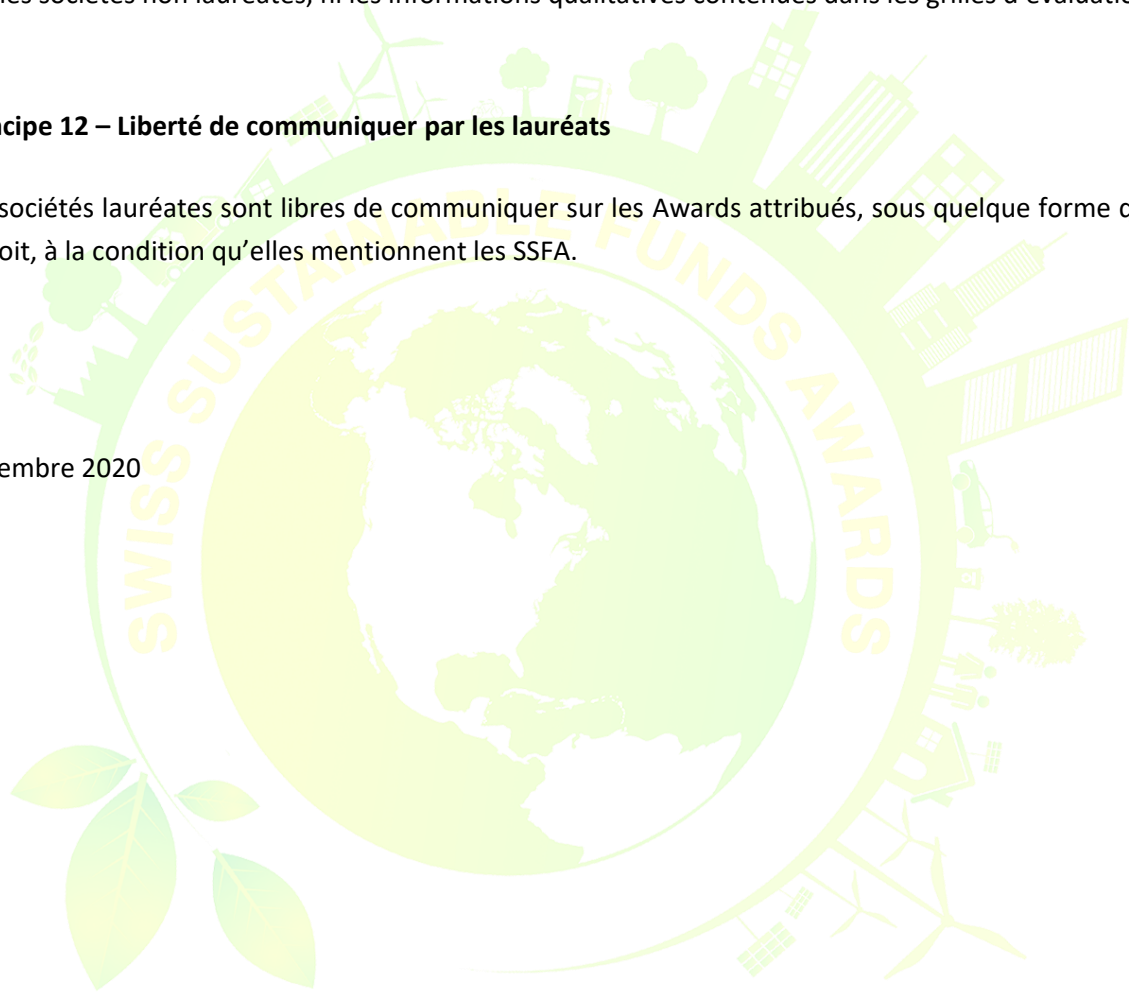 les sociétés non lauréates, ni les informations qualitatives contenues dans les grilles d'évaluatio
ncipe 12 – Liberté de communiquer par les lauréats
sociétés lauréates sont libres de communiquer sur les Awards attribués, sous quelque forme
oit, à la condition qu'elles mentionnent les SSFA.
embre 2020
SWISS SUSTAINABLE FUNDS AWARDS